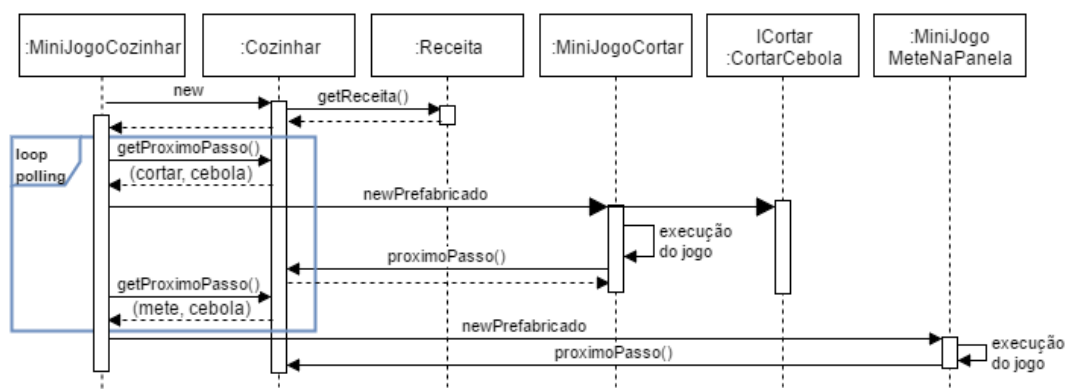 :MiniJogoCozinhar
:Cozinhar
:Receita
:MiniJogoCortar
ICortar
:CortarCebola
:MiniJogo
MeteNaPanela
new
getReceita()
loop
polling
getProximoPasso()
(cortar, cebola)
newPrefabricado
execução
do jogo
proximoPasso()
getProximoPasso()
(mete, cebola)
newPrefabricado
proximoPasso()
execução
do jogo